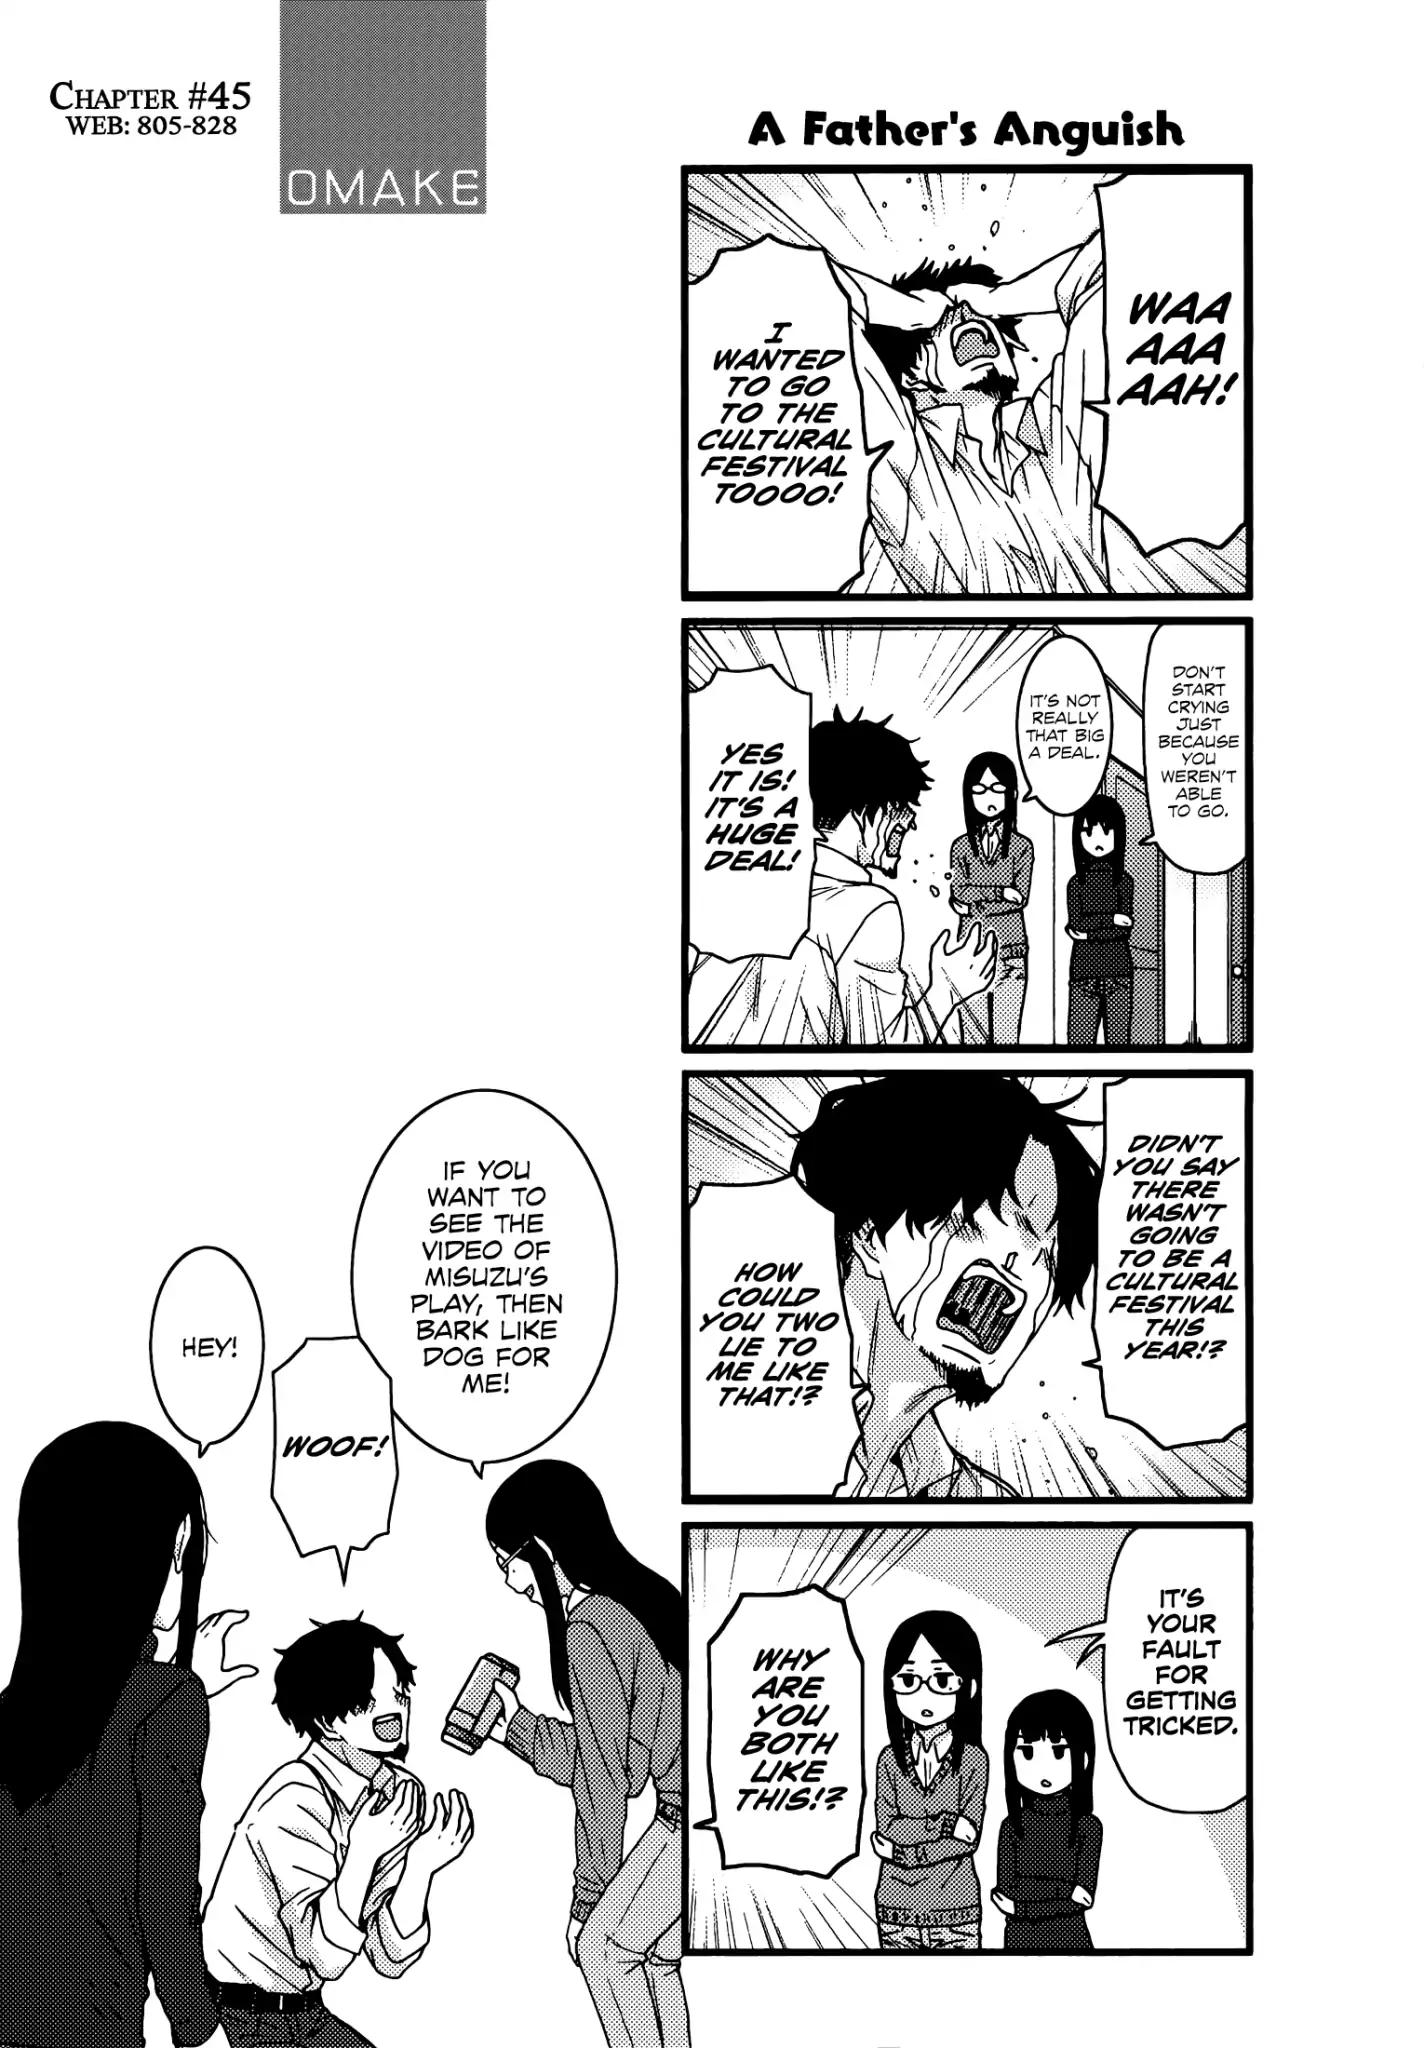 CHAPTER #45
WEB: 805-828
OMAKE
A Father's Anguish
WAA
AAA
AAH!
I
WANTED
TO GO
TO THE
CULTURAL
FESTIVAL
TOOOO!
DON'T
START
CRYING
JUST
BECAUSE
YOU
WEREN'T
ABLE
TO GO.
IT'S NOT
REALLY
THAT BIG
A DEAL.
YES
IT IS!
IT'S A
HUGE
DEAL!
DIDN'T
YOU SAY
THERE
WASN'T
GOING
TO BE A
CULTURAL
FESTIVAL
THIS
YEAR!?
HOW
COULD
YOU TWO
LIE TO
ME LIKE
THAT!?
IT'S
YOUR
FAULT
FOR
GETTING
TRICKED.
WHY
ARE
YOU
BOTH
LIKE
THIS!?
IF YOU
WANT TO
SEE THE
VIDEO OF
MISUZU'S
PLAY, THEN
BARK LIKE
DOG FOR
ME!
WOOF!
HEY!